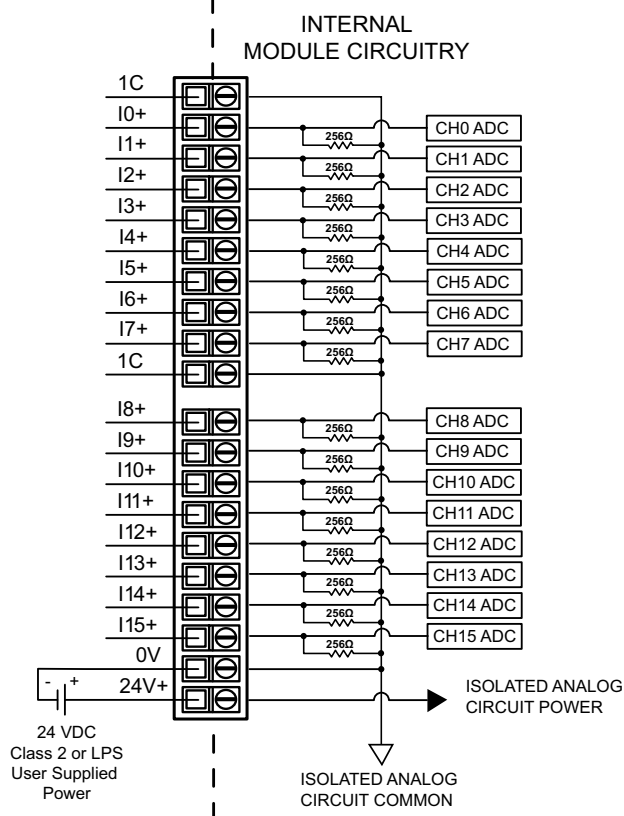 INTERNAL
MODULE CIRCUITRY
1C
I0+
256Ω
CH0 ADC
I1+
256Ω
CH1 ADC
I2+
256Ω
CH2 ADC
I3+
256Ω
CH3 ADC
I4+
256Ω
CH4 ADC
I5+
256Ω
CH5 ADC
I6+
256Ω
CH6 ADC
I7+
256Ω
CH7 ADC
1C
I8+
256Ω
CH8 ADC
I9+
256Ω
CH9 ADC
I10+
256Ω
CH10 ADC
I11+
256Ω
CH11 ADC
I12+
256Ω
CH12 ADC
I13+
256Ω
CH13 ADC
I14+
256Ω
CH14 ADC
I15+
256Ω
CH15 ADC
0V
24V+
- +
24 VDC
Class 2 or LPS
User Supplied
Power
ISOLATED ANALOG
CIRCUIT POWER
ISOLATED ANALOG
CIRCUIT COMMON